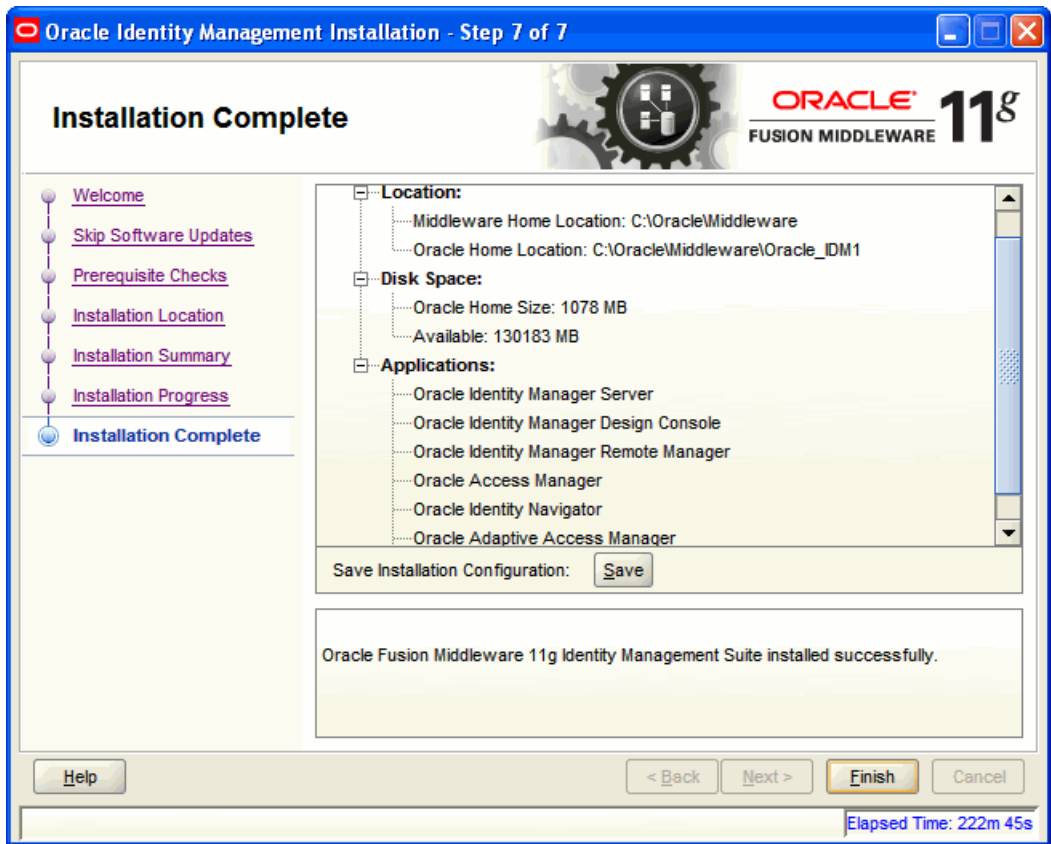 Oracle Identity Management Installation - Step 7 of 7
Installation Complete
ORACLE
FUSION MIDDLEWARE
11g
Welcome
Skip Software Updates
Prerequisite Checks
Installation Location
Installation Summary
Installation Progress
Installation Complete
Location:
Middleware Home Location: C:\Oracle\Middleware
Oracle Home Location: C:\Oracle\Middleware\Oracle_IDM1
Disk Space:
Oracle Home Size: 1078 MB
Available: 130183 MB
Applications:
Oracle Identity Manager Server
Oracle Identity Manager Design Console
Oracle Identity Manager Remote Manager
Oracle Access Manager
Oracle Identity Navigator
Oracle Adaptive Access Manager
Save Installation Configuration: Save
Oracle Fusion Middleware 11g Identity Management Suite installed successfully.
Help < Back Next > Finish Cancel
Elapsed Time: 222m 45s